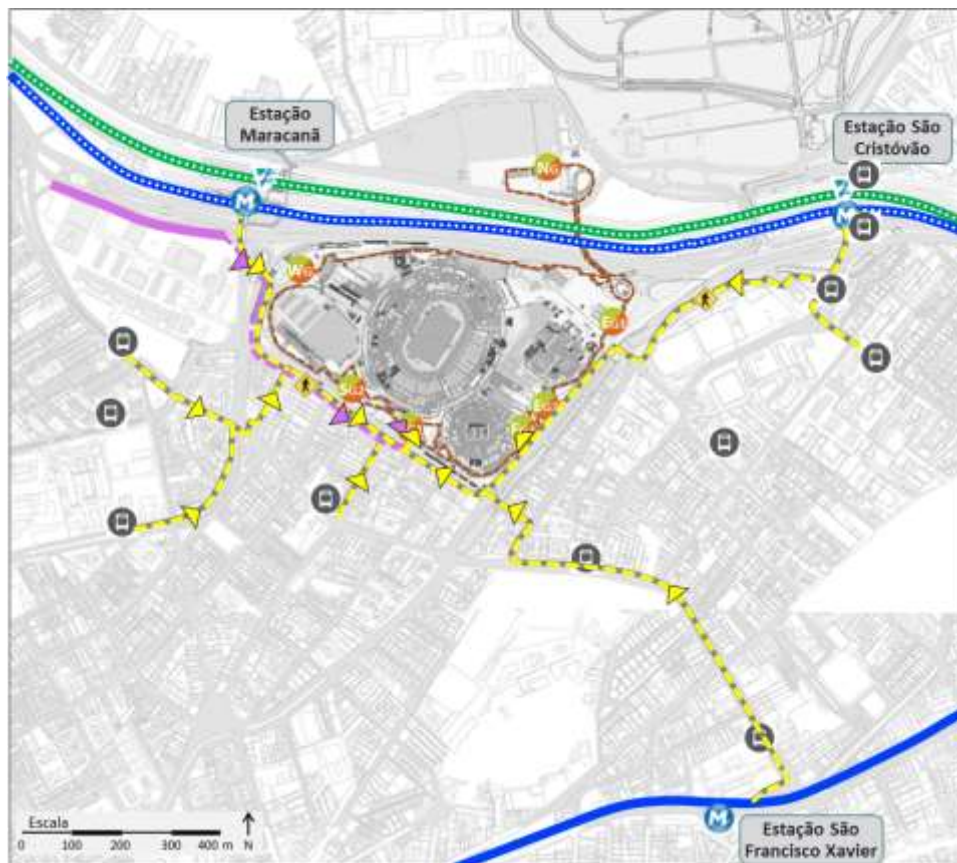 Estação
Maracanã
Estação São
Cristóvão
M
M
M
Estação São
Francisco Xavier
Escala
0 100 200 300 400 m N